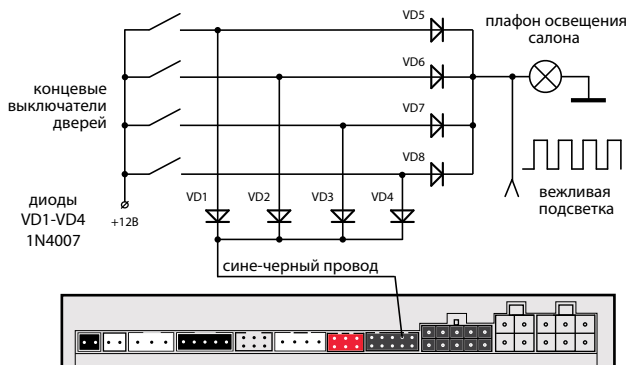 VD5
плафон освещения
салона
VD6
концевые
выключатели
дверей
VD7
VD8
диоды
VD1-VD4
1N4007
+12В
VD1
VD2
VD3
VD4
вежливая
подсветка
сине-черный провод